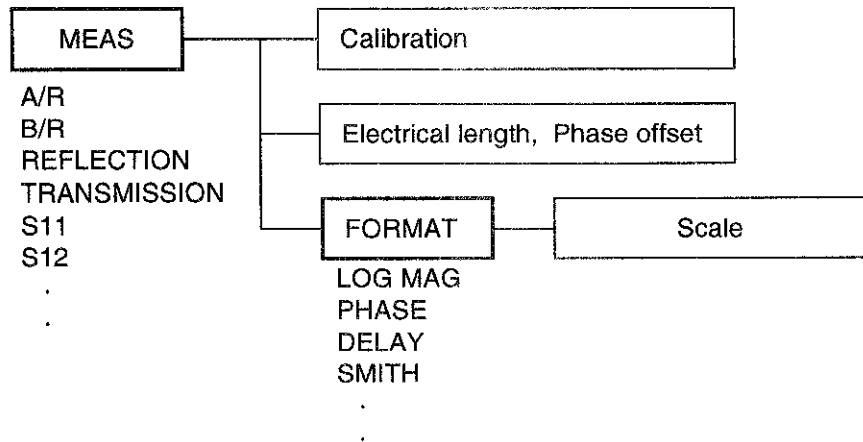 MEAS
Calibration
A/R
B/R
REFLECTION
TRANSMISSION
S11
S12
.
.
Electrical length, Phase offset
FORMAT
Scale
LOG MAG
PHASE
DELAY
SMITH
.
.